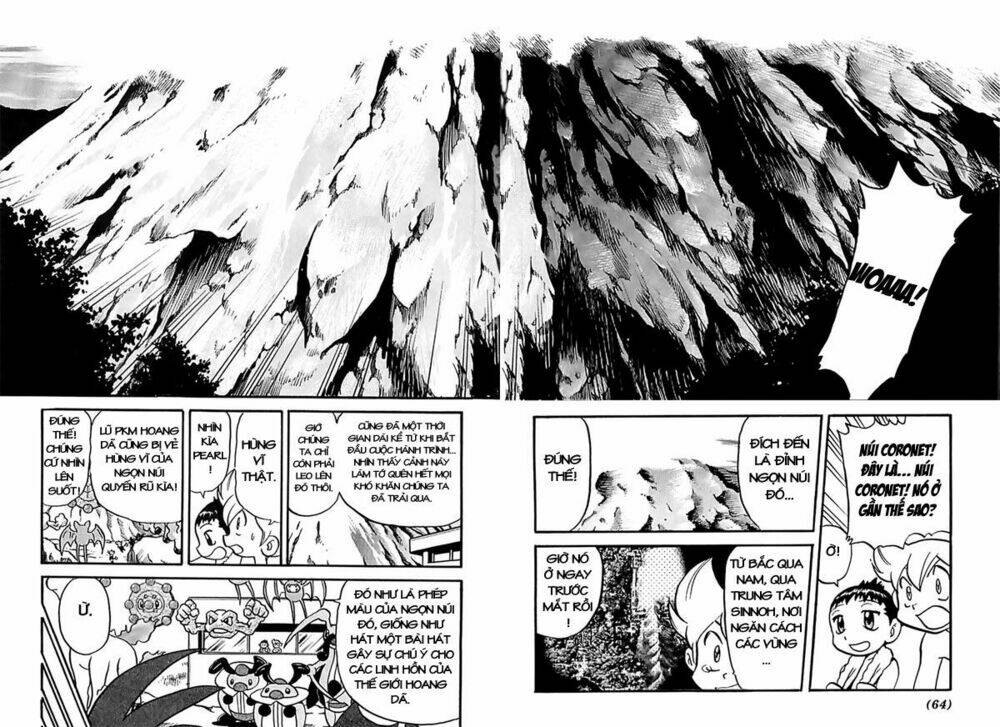 WOAAA!
NÚI CORONET!
ĐÂY LÀ... NÚI
CORONET! NÓ Ở
GẦN THẾ SAO?
Ờ!
ĐÍCH ĐẾN
LÀ ĐỈNH
NGỌN NÚI
ĐÓ...
ĐÚNG
THẾ!
TỪ BẮC QUA
NAM, QUA
TRUNG TÂM
SINNOH, NƠI
NGĂN CÁCH
CÁC VÙNG
...
GIỜ NÓ
Ở NGAY
TRƯỚC
MẮT RỒI!
(64)
CŨNG ĐÃ MỘT THỜI
GIAN DÀI KỂ TỪ KHI BẮT
ĐẦU CUỘC HÀNH TRÌNH...
NHÌN THẤY CẢNH NÀY
LÀM TỚ QUÊN HẾT MỌI
KHÓ KHĂN CHÚNG TA
ĐÃ TRẢI QUA.
GIỜ
CHÚNG
TA CHỈ
CÒN PHẢI
LEO LÊN
ĐÓ THÔI.
HÙNG
VĨ
THẬT.
NHÌN
KÌA
PEARL
!
LŨ PKM HOANG
DÃ CŨNG BỊ VẺ
HÙNG VĨ CỦA
NGỌN NÚI
QUYẾN RŨ KÌA!
ĐÚNG
THẾ!
CHÚNG
CỨ NHÌN
LÊN
SUỐT!
ĐÓ NHƯ LÀ PHÉP
MÀU CỦA NGỌN NÚI
ĐÓ, GIỐNG NHƯ
HÁT MỘT BÀI HÁT
GÂY SỰ CHÚ Ý CHO
CÁC LINH HỒN CỦA
THẾ GIỚI HOANG
DÃ.
Ừ.